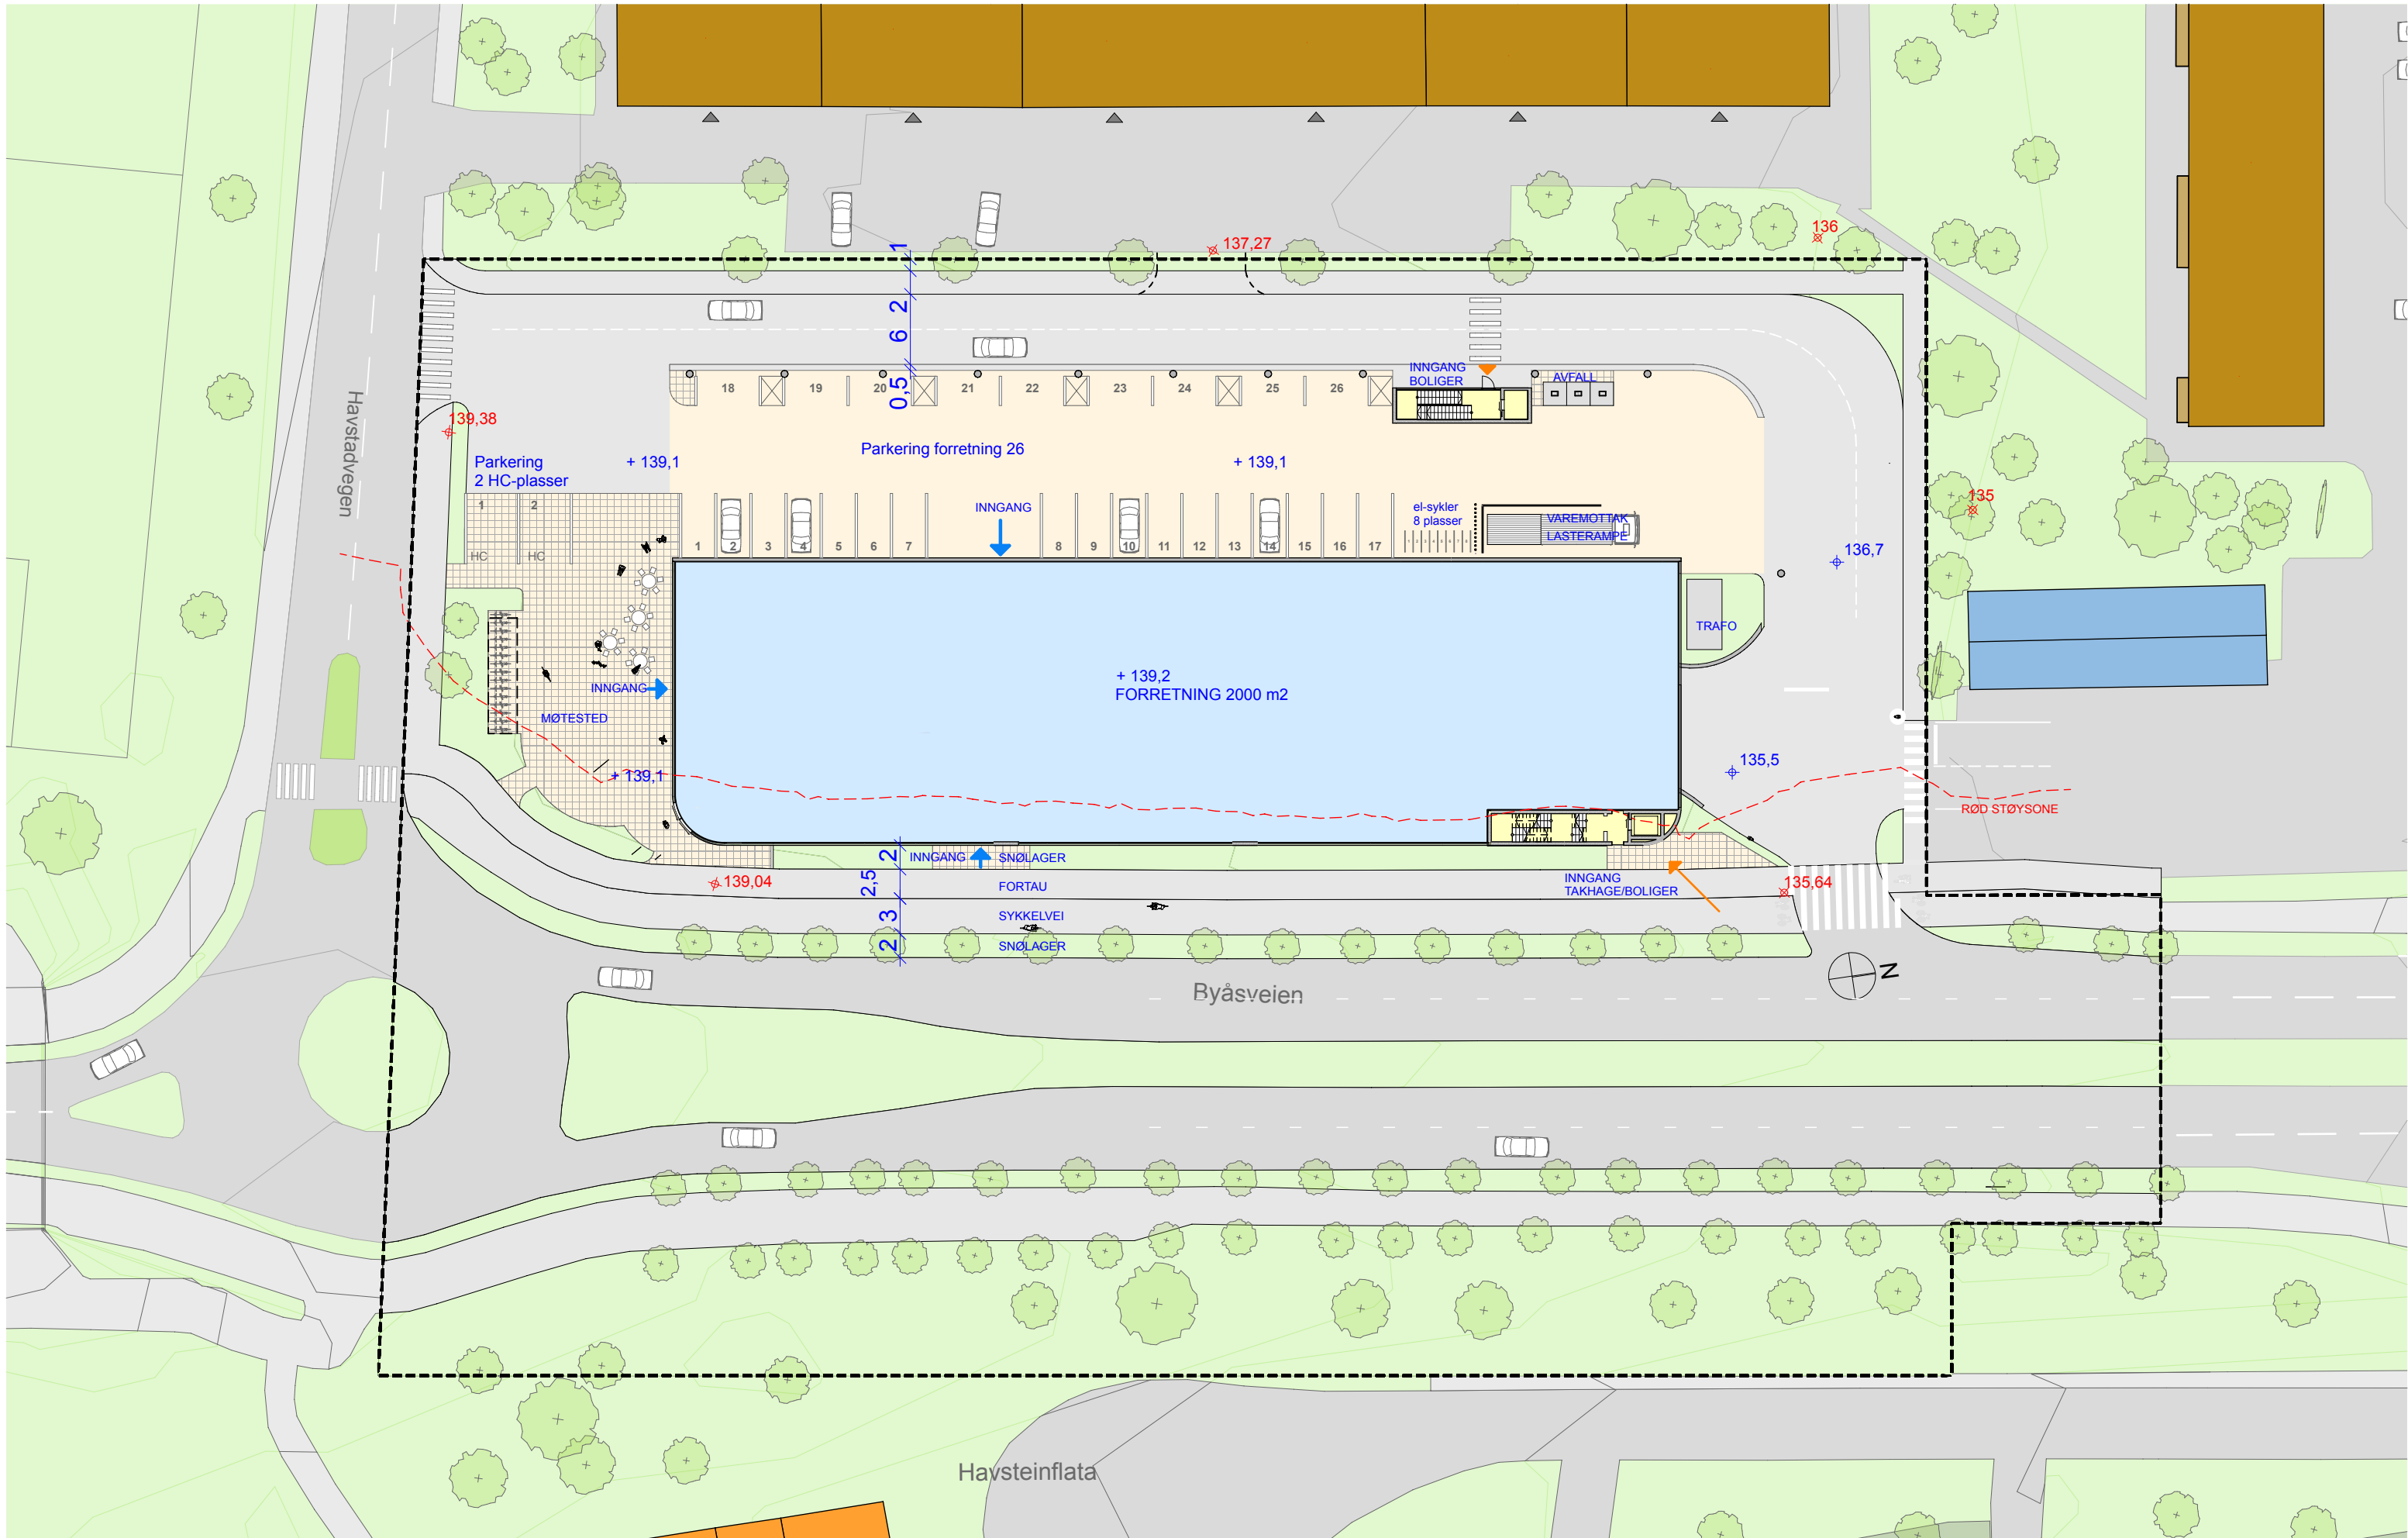 1
137,27
136
2
6
0,5
INNGANG
BOLIGER
AVFALL
18
19
20
21
22
23
24
25
26
139,38
Havstadvegen
Parkering
2 HC-plasser
+ 139,1
Parkering forretning 26
+ 139,1
1
2
HC
HC
INNGANG
el-sykler
8 plasser
VAREMOTTAK
LASTERAMPE
135
1
2
3
4
5
6
7
8
9
10
11
12
13
14
15
16
17
136,7
TRAFO
INNGANG
MØTESTED
+ 139,2
FORRETNING 2000 m2
+ 139,1
135,5
RØD STØYSONE
2
INNGANG
SNØLAGER
139,04
2,5
FORTAU
INNGANG
TAKHAGE/BOLIGER
135,64
3
SYKKELVEI
2
SNØLAGER
N
Byåsveien
Havsteinflata